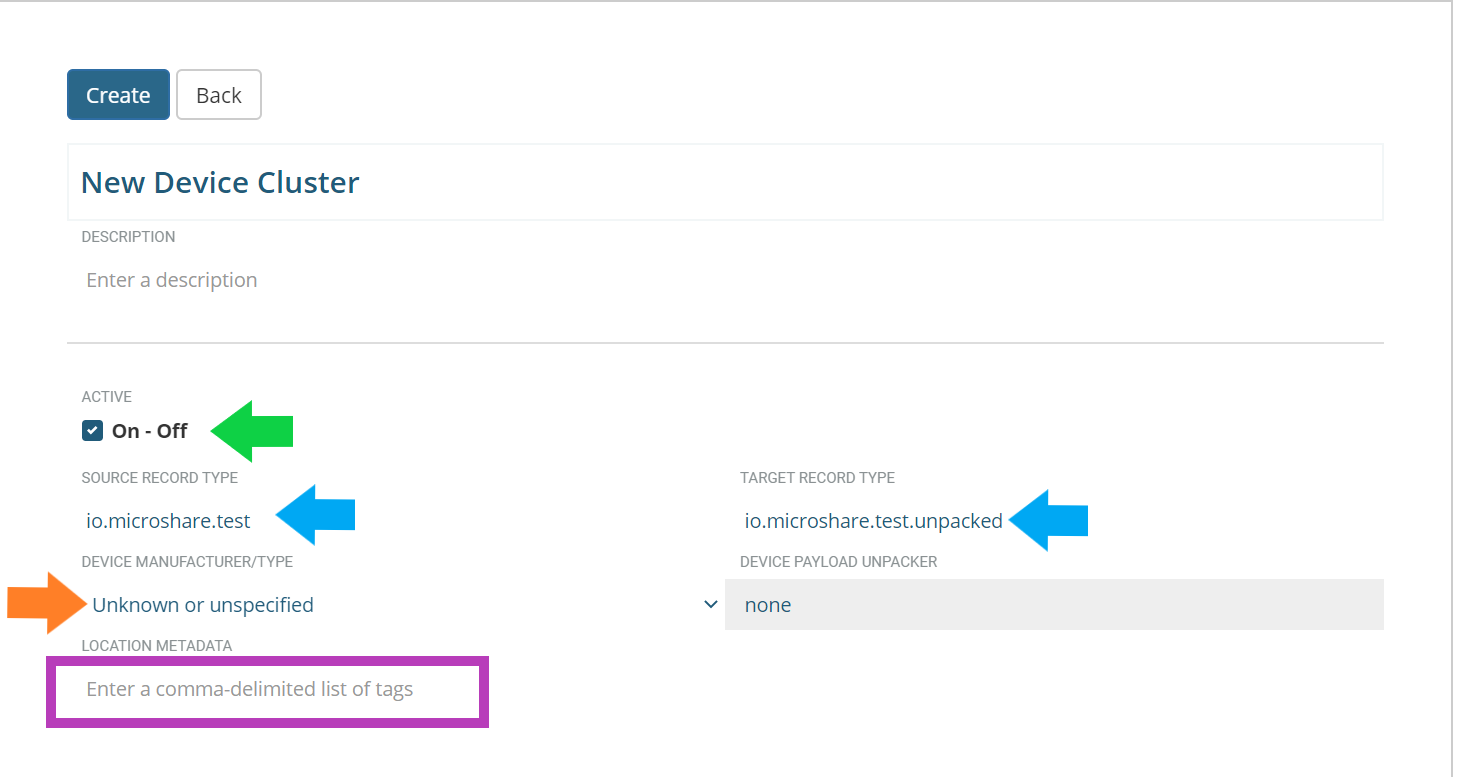 Create Back
New Device Cluster
DESCRIPTION
Enter a description
ACTIVE
On - Off
SOURCE RECORD TYPE
TARGET RECORD TYPE
io.microshare.test
io.microshare.test.unpacked
DEVICE MANUFACTURER/TYPE
DEVICE PAYLOAD UNPACKER
Unknown or unspecified
none
LOCATION METADATA
Enter a comma-delimited list of tags